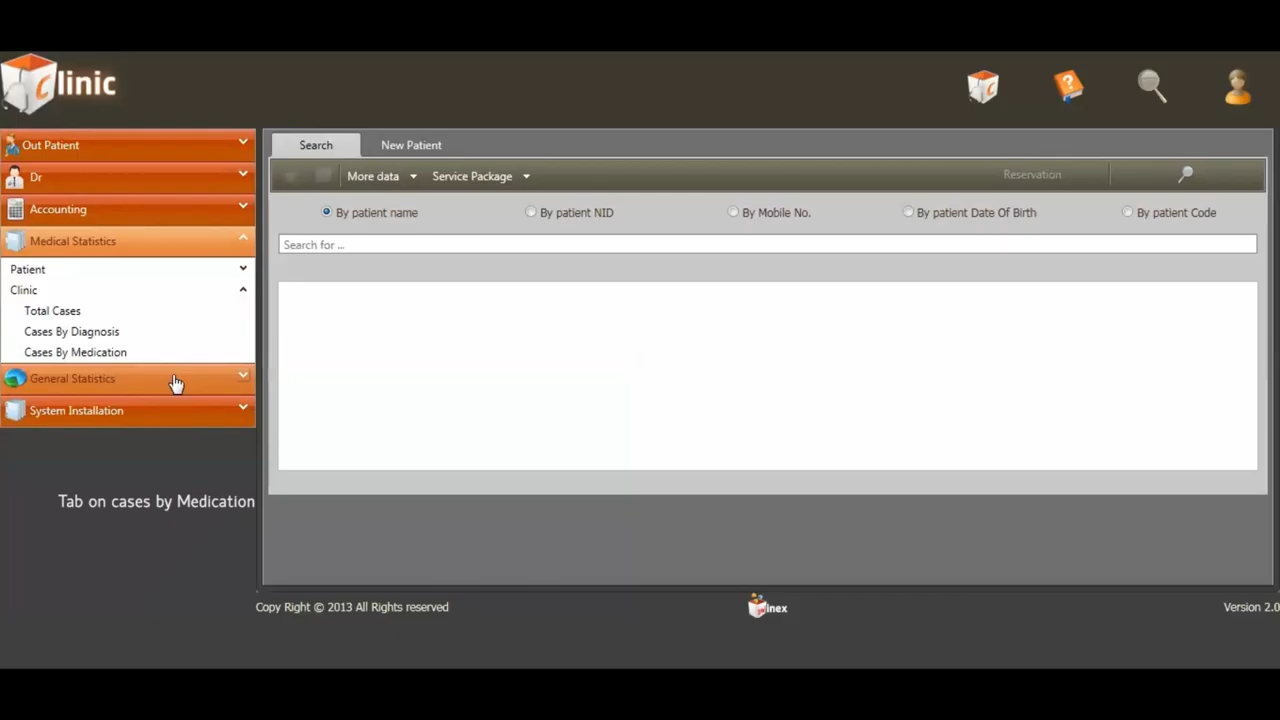 Clinic
Out Patient
Dr
Accounting
Medical Statistics
Patient
Clinic
Total Cases
Cases By Diagnosis
Cases By Medication
General Statistics
System Installation
Tab on cases by Medication
Search New Patient
More data Service Package Reservation
By patient name By patient NID By Mobile No. By patient Date Of Birth By patient Code
Search for ...
Copy Right © 2013 All Rights reserved
inex
Version 2.0